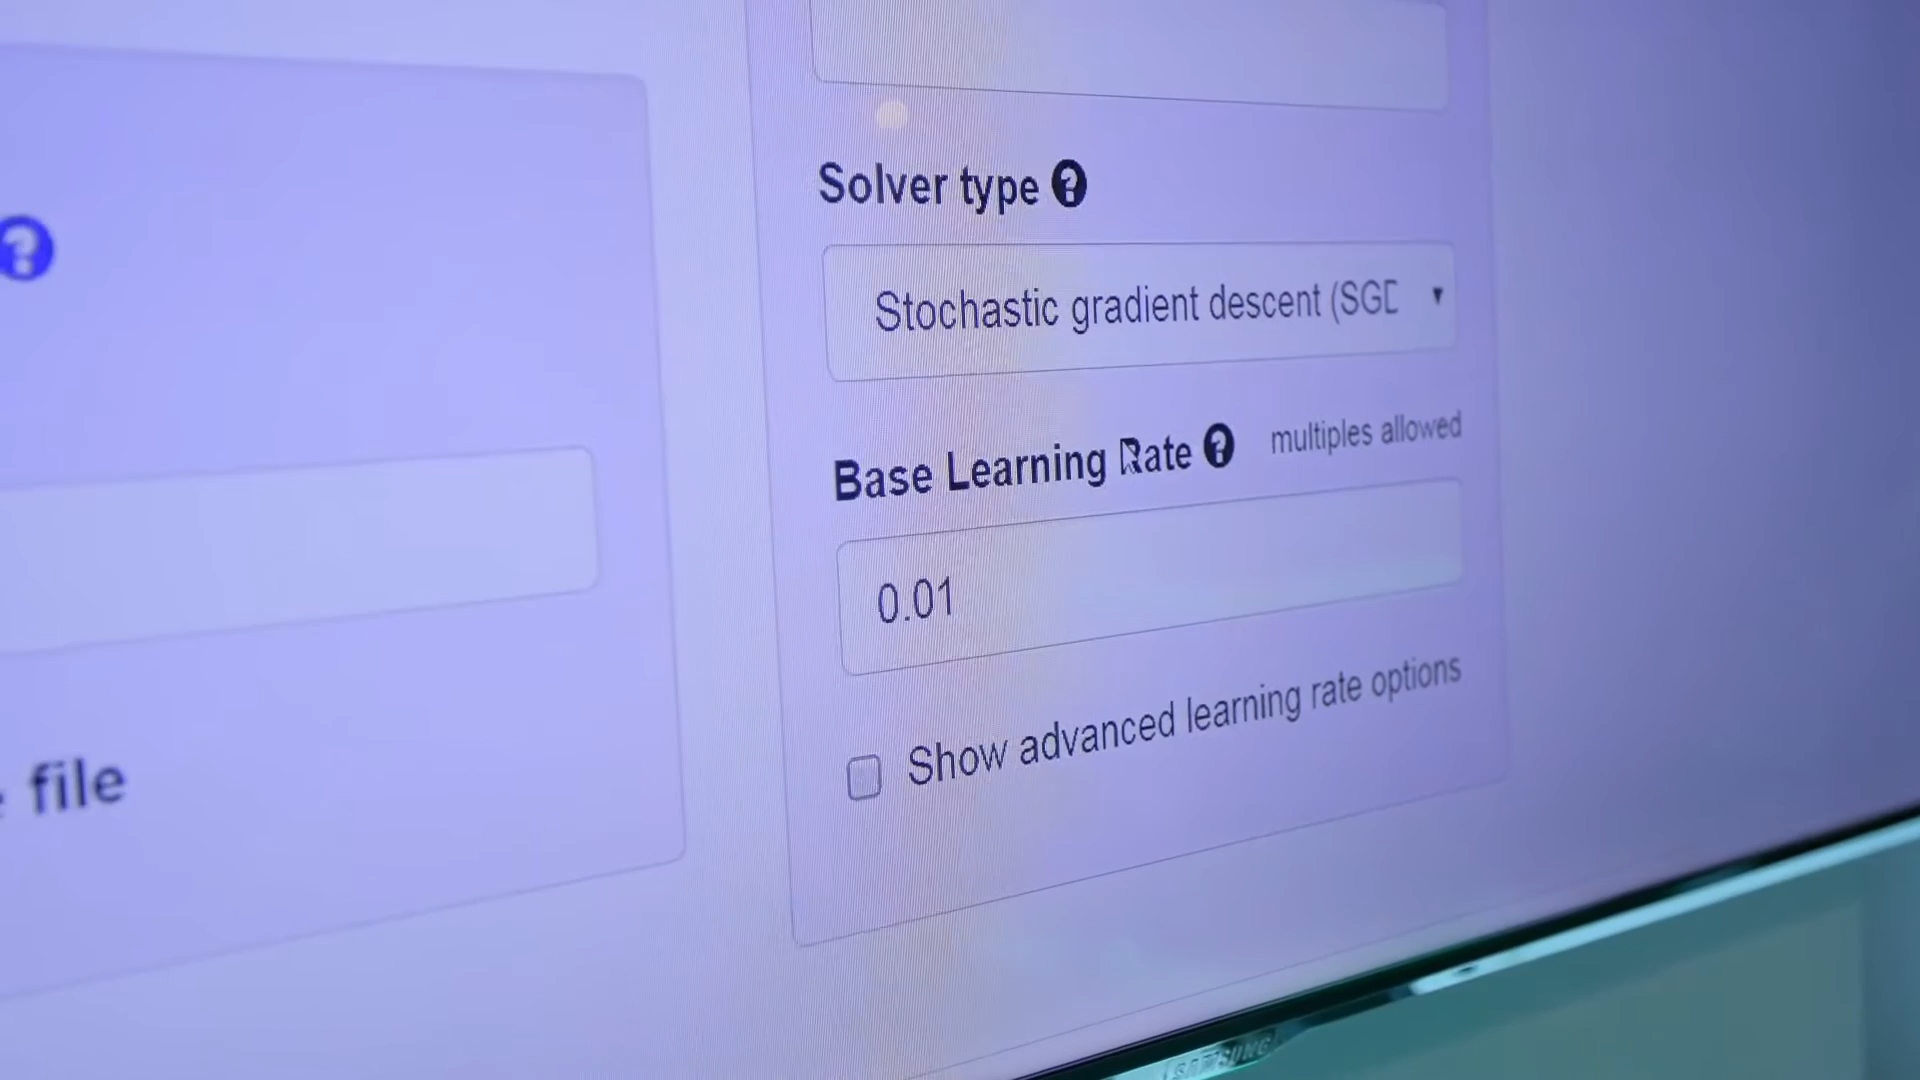 Solver type
Stochastic gradient descent (SGD
Base Learning Rate multiples allowed
0.01
Show advanced learning rate options
file
SAMSUNG